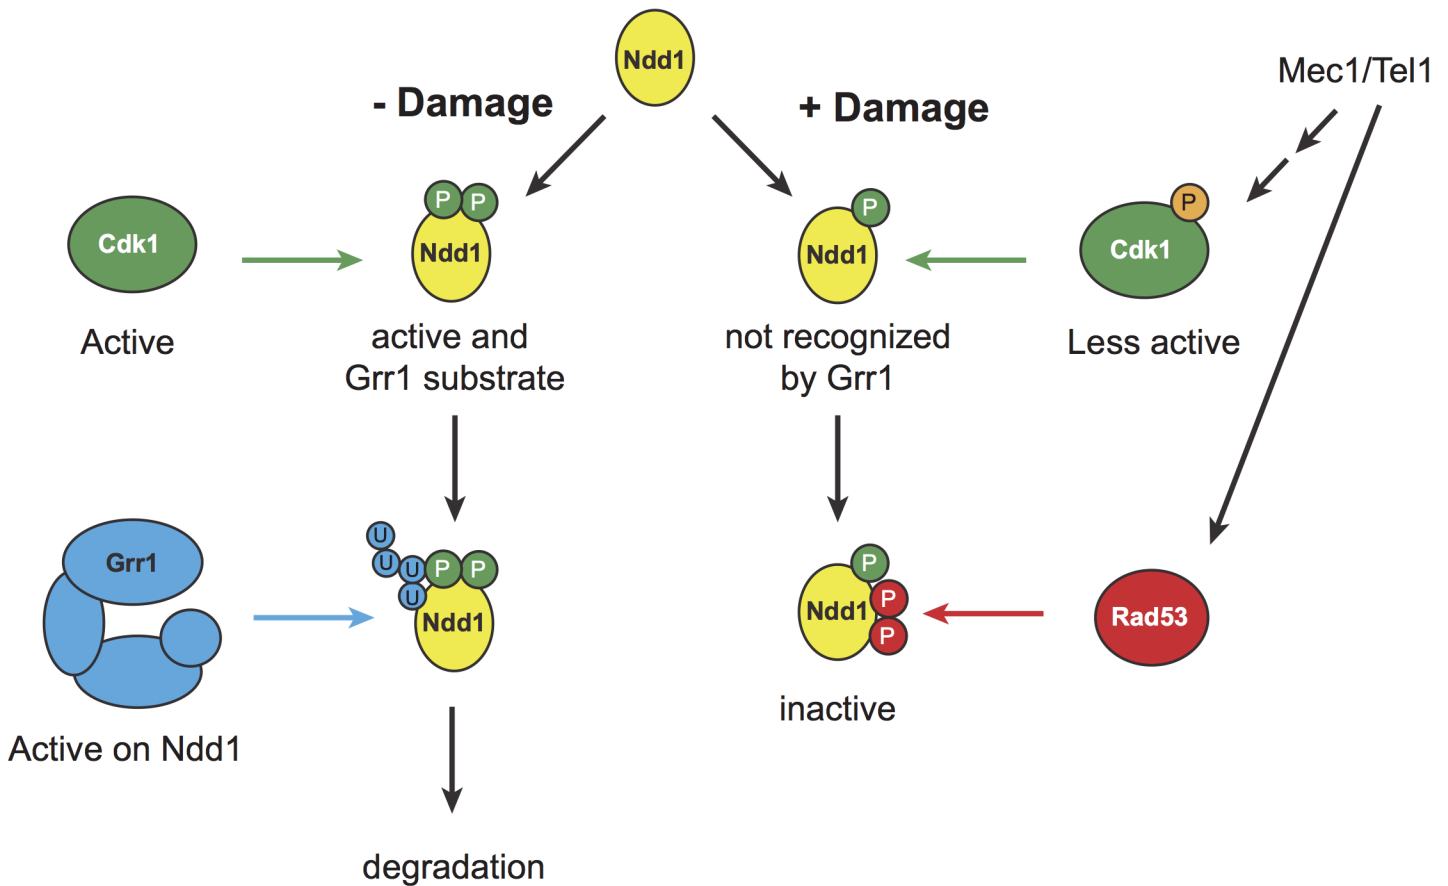 Ndd1
Mec1/Tel1
- Damage
+ Damage
P P
P
P
Cdk1
Ndd1
Ndd1
Cdk1
Active
active and
Grr1 substrate
not recognized
by Grr1
Less active
U
U
U
U
P P
P
P
P
Grr1
Ndd1
Ndd1
Rad53
Active on Ndd1
inactive
degradation